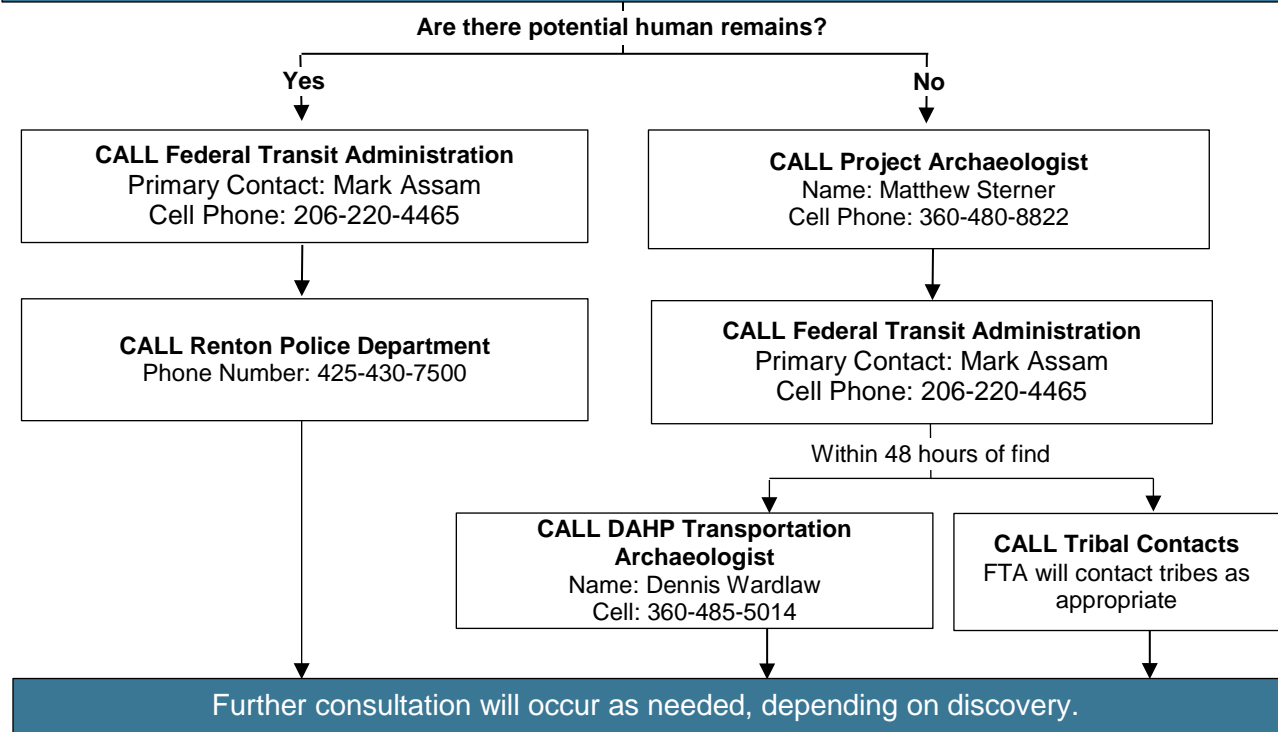 Are there potential human remains?
Yes
No
CALL Federal Transit Administration
Primary Contact: Mark Assam
Cell Phone: 206-220-4465
CALL Project Archaeologist
Name: Matthew Sterner
Cell Phone: 360-480-8822
CALL Renton Police Department
Phone Number: 425-430-7500
CALL Federal Transit Administration
Primary Contact: Mark Assam
Cell Phone: 206-220-4465
Within 48 hours of find
CALL DAHP Transportation
Archaeologist
Name: Dennis Wardlaw
Cell: 360-485-5014
CALL Tribal Contacts
FTA will contact tribes as
appropriate
Further consultation will occur as needed, depending on discovery.